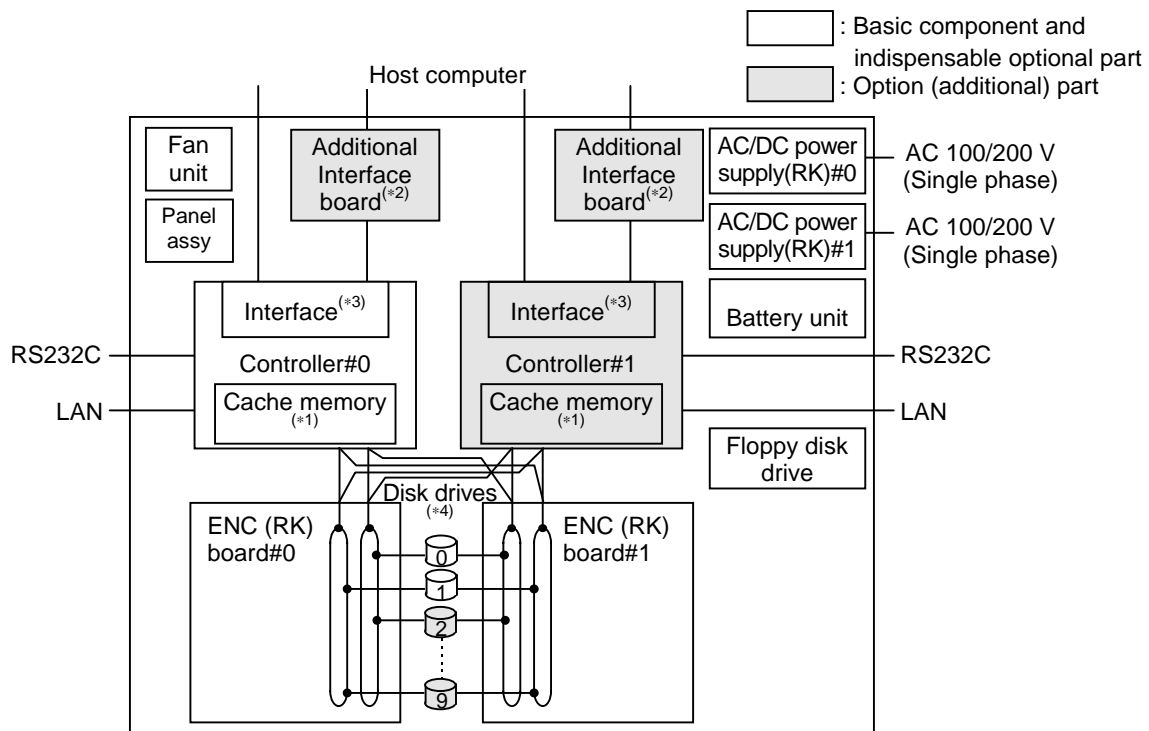 : Basic component and
indispensable optional part
: Option (additional) part
Host computer
Fan
unit
Panel
assy
Additional
Interface
board(*2)
Additional
Interface
board(*2)
AC/DC power
supply(RK)#0
AC 100/200 V
(Single phase)
AC/DC power
supply(RK)#1
AC 100/200 V
(Single phase)
Interface(*3)
Interface(*3)
Battery unit
RS232C
Controller#0
Controller#1
RS232C
LAN
Cache memory
(*1)
Cache memory
(*1)
LAN
Floppy disk
drive
Disk drives
(*4)
ENC (RK)
board#0
ENC (RK)
board#1
0
1
2
9